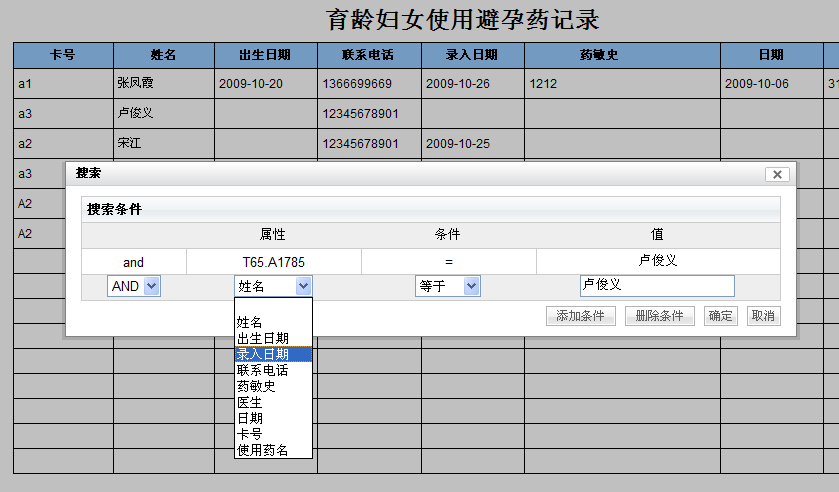 育龄妇女使用避孕药记录
卡号 姓名 出生日期 联系电话 录入日期 药敏史 日期
a1 张凤霞 2009-10-20 1366699669 2009-10-26 1212 2009-10-06 31
a3 卢俊义 12345678901
a2 宋江 12345678901 2009-10-25
a3
A2
A2
搜索
搜索条件
属性 条件 值
and T65.A1785 = 卢俊义
AND 姓名 等于 卢俊义
添加条件 删除条件 确定 取消
姓名
出生日期
录入日期
联系电话
药敏史
医生
日期
卡号
使用药名